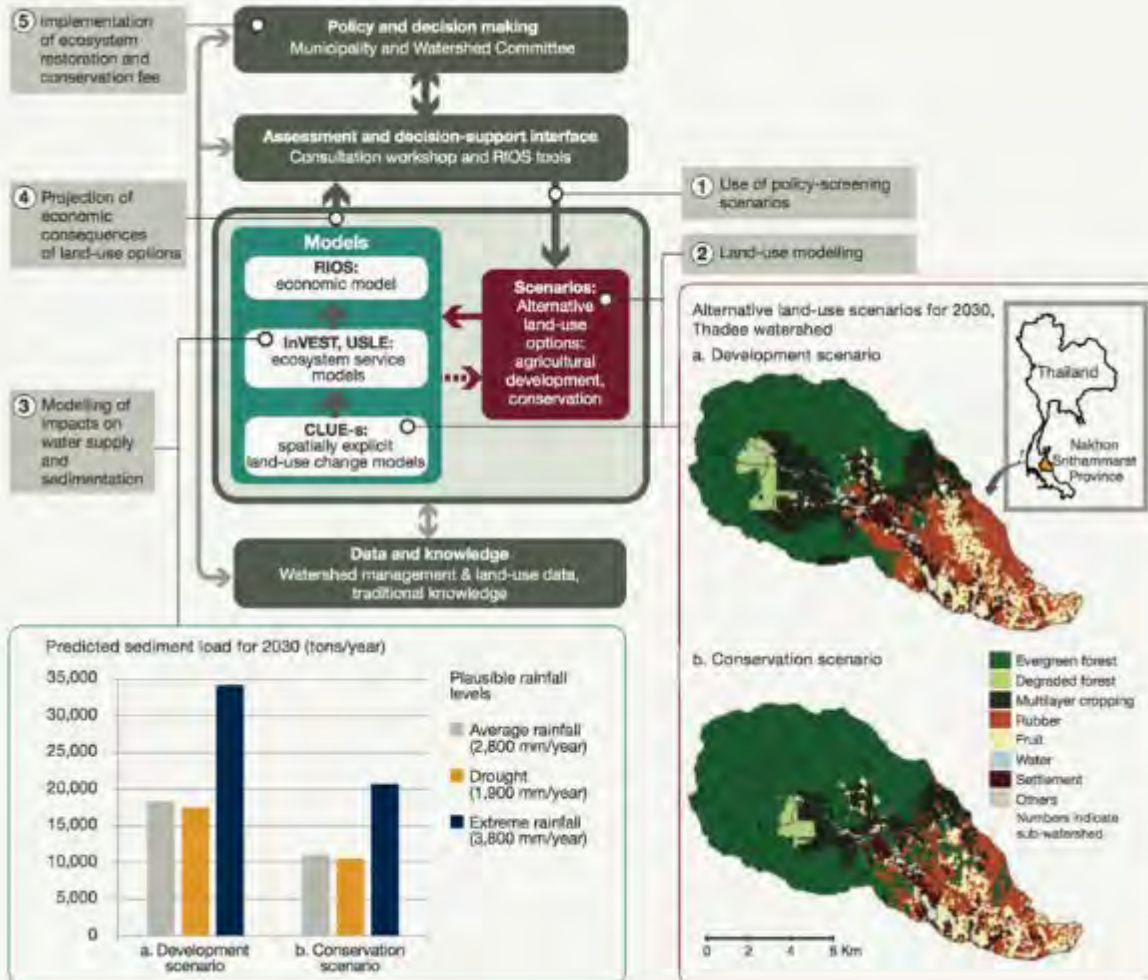 5 Implementation
of ecosystem
restoration and
conservation fee
Policy and decision making
Municipality and Watershed Committee
Assessment and decision-support interface
Consultation workshop and RIOS tools
4 Projection of
economic
consequences
of land-use options
1 Use of policy-screening
scenarios
2 Land-use modelling
Models
RIOS:
economic model
InVEST, USLE:
ecosystem service
models
CLUE-s:
spatially explicit
land-use change models
Scenarios:
Alternative
land-use
options:
agricultural
development,
conservation
3 Modelling of
impacts on
water supply
and
sedimentation
Data and knowledge
Watershed management & land-use data,
traditional knowledge
Alternative land-use scenarios for 2030,
Thadee watershed
a. Development scenario
Thailand
Nakhon
Srithammarat
Province
b. Conservation scenario
Evergreen forest
Degraded forest
Multilayer cropping
Rubber
Fruit
Water
Settlement
Others
Numbers indicate
sub-watershed
0 2 4 6 Km
Predicted sediment load for 2030 (tons/year)
35,000
30,000
25,000
20,000
15,000
10,000
5,000
0
a. Development
scenario
b. Conservation
scenario
Plausible rainfall
levels
Average rainfall
(2,800 mm/year)
Drought
(1,900 mm/year)
Extreme rainfall
(3,800 mm/year)